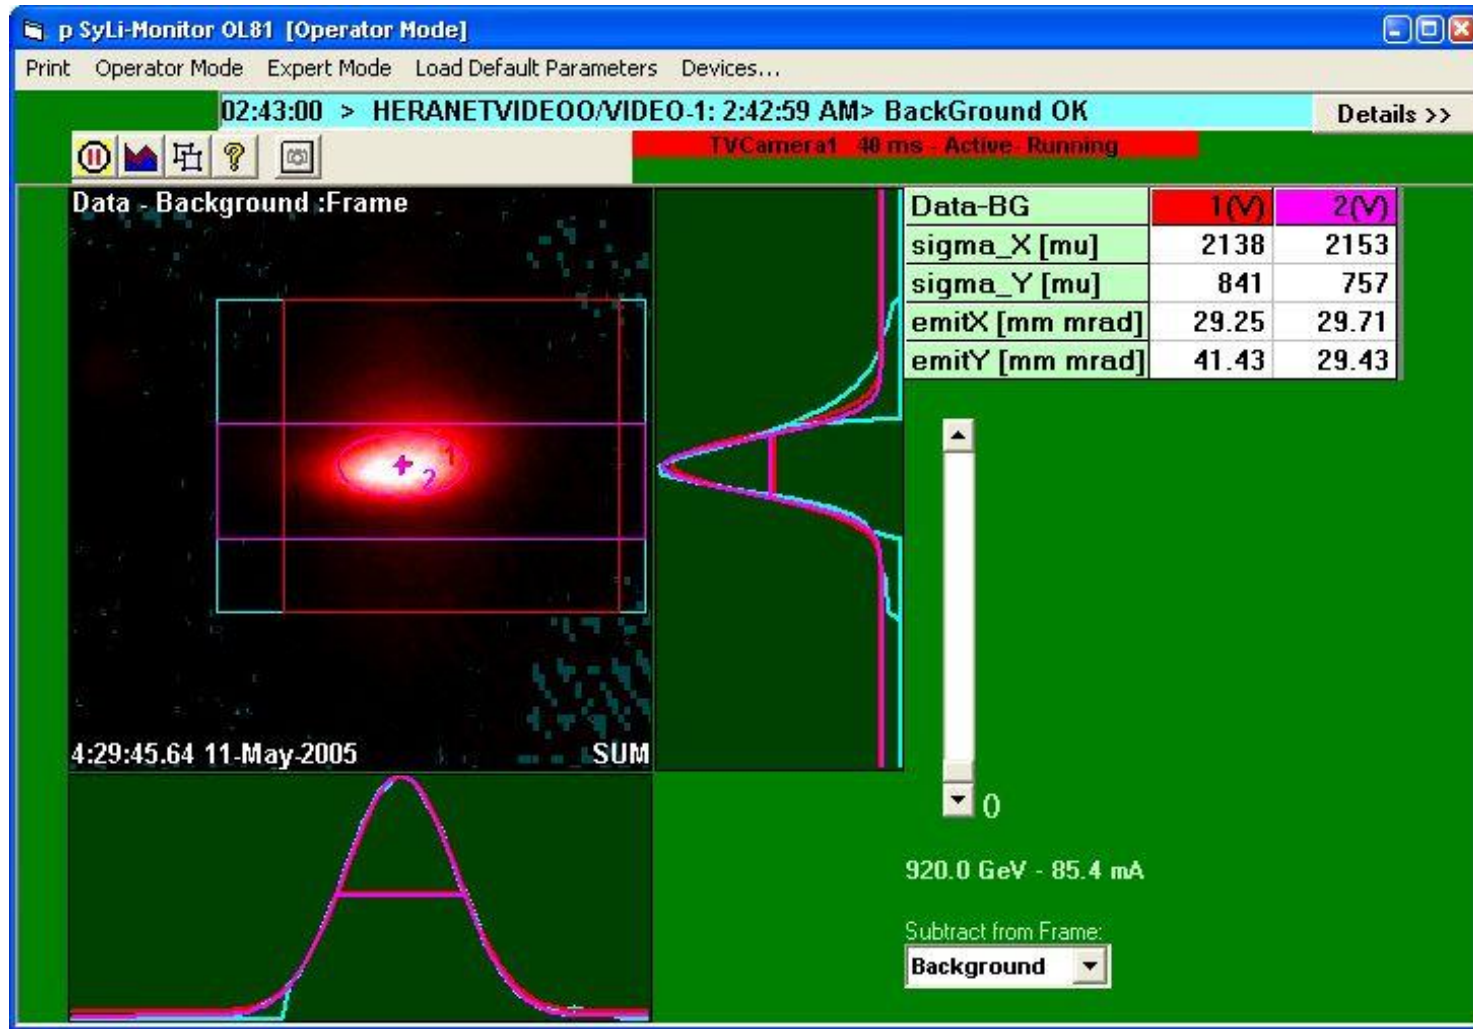 p SyLi-Monitor OL81 [Operator Mode]
Print Operator Mode Expert Mode Load Default Parameters Devices...
02:43:00 > HERANETVIDEOO/VIDEO-1: 2:42:59 AM> BackGround OK
Details >>
TVCamera1 40 ms - Active- Running
Data - Background :Frame
Data-BG 1(V) 2(V)
sigma_X [mu] 2138 2153
sigma_Y [mu] 841 757
emitX [mm mrad] 29.25 29.71
emitY [mm mrad] 41.43 29.43
1
2
4:29:45.64 11-May-2005 SUM
0
920.0 GeV - 85.4 mA
Subtract from Frame:
Background